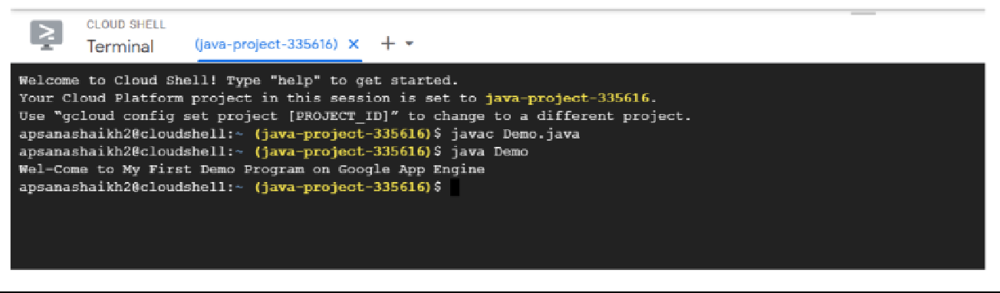 CLOUD SHELL
Terminal (java-project-335616) × + ▾
Welcome to Cloud Shell! Type "help" to get started.
Your Cloud Platform project in this session is set to java-project-335616.
Use “gcloud config set project [PROJECT_ID]” to change to a different project.
apsanashaikh2@cloudshell:~ (java-project-335616)$ javac Demo.java
apsanashaikh2@cloudshell:~ (java-project-335616)$ java Demo
Wel-Come to My First Demo Program on Google App Engine
apsanashaikh2@cloudshell:~ (java-project-335616)$